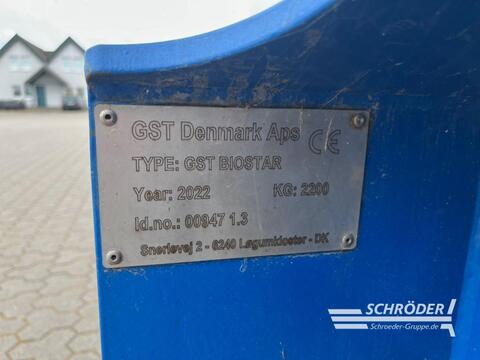 GST Denmark Aps CE
TYPE: GST BIOSTAR
Year: 2022 KG: 2200
Id.no.: 00947 1.3
Snerlevej 2 - 6240 Løgumkloster - DK
SCHRÖDER
Schroeder-Gruppe.de